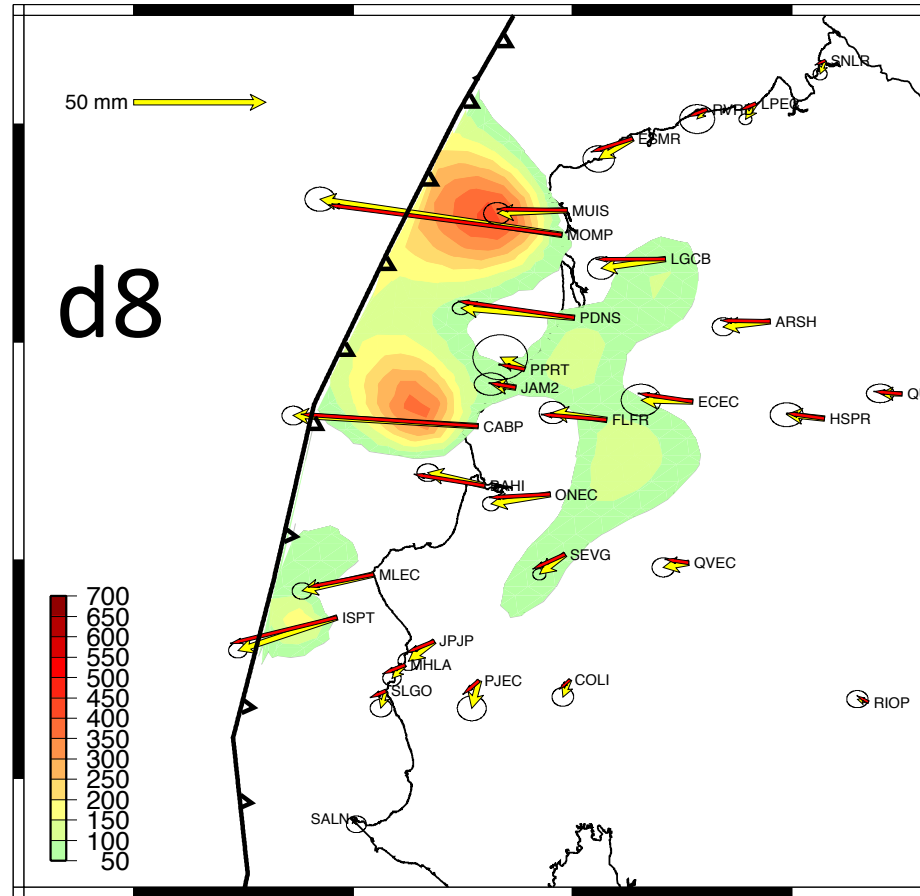 SNLR
50 mm
LPEC
ESMR
MUIS
MOMP
LGCB
d8
PDNS
ARSH
PPRT
JAM2
ECEC
FLFR
HSPR
CABP
ONEC
SEVG
QVEC
MLEC
ISPT
JPJP
MHLA
PJEC
COLI
SLGO
RIOP
SALN
700
650
600
550
500
450
400
350
300
250
200
150
100
50